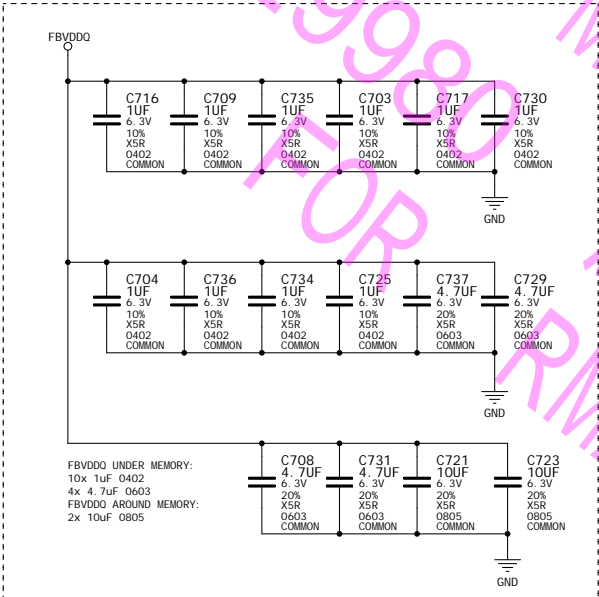 FBVDDQ
C716
1UF
6.3V
10%
X5R
0402
COMMON
C709
1UF
6.3V
10%
X5R
0402
COMMON
C735
1UF
6.3V
10%
X5R
0402
COMMON
C703
1UF
6.3V
10%
X5R
0402
COMMON
C717
1UF
6.3V
10%
X5R
0402
COMMON
C730
1UF
6.3V
10%
X5R
0402
COMMON
GND
C704
1UF
6.3V
10%
X5R
0402
COMMON
C736
1UF
6.3V
10%
X5R
0402
COMMON
C734
1UF
6.3V
10%
X5R
0402
COMMON
C725
1UF
6.3V
10%
X5R
0402
COMMON
C737
4.7UF
6.3V
20%
X5R
0603
COMMON
C729
4.7UF
6.3V
20%
X5R
0603
COMMON
GND
FBVDDQ UNDER MEMORY:
10x 1uF 0402
4x 4.7uF 0603
FBVDDQ AROUND MEMORY:
2x 10uF 0805
C708
4.7UF
6.3V
20%
X5R
0603
COMMON
C731
4.7UF
6.3V
20%
X5R
0603
COMMON
C721
10UF
6.3V
20%
X5R
0805
COMMON
C723
10UF
6.3V
20%
X5R
0805
COMMON
GND
FOR